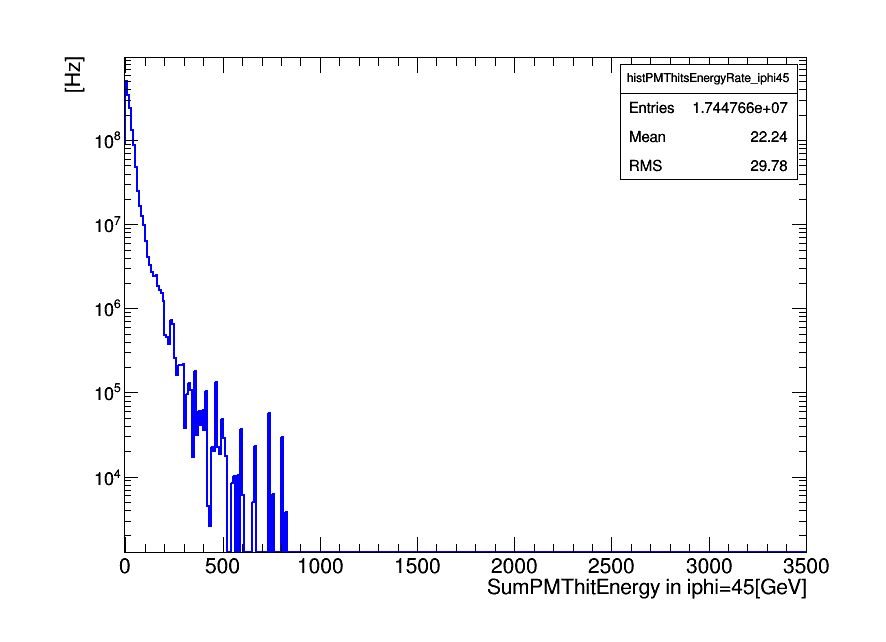 [Hz]
histPMThitsEnergyRate_iphi45
Entries 1.744766e+07
Mean 22.24
RMS 29.78
10^8
10^7
10^6
10^5
10^4
0 500 1000 1500 2000 2500 3000 3500
SumPMThitEnergy in iphi=45[GeV]